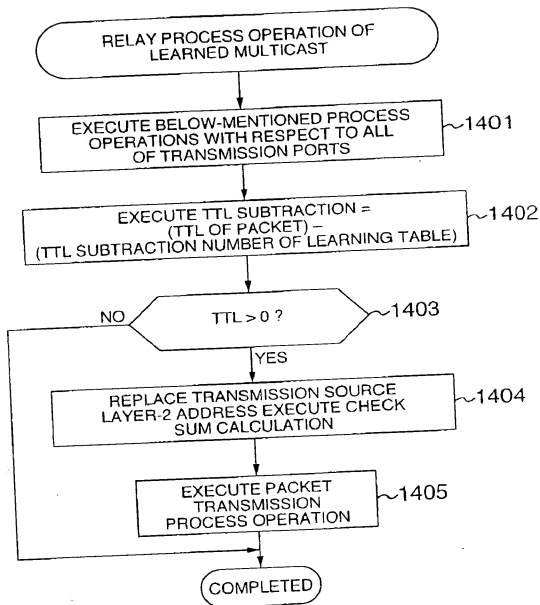 RELAY PROCESS OPERATION OF
LEARNED MULTICAST
EXECUTE BELOW-MENTIONED PROCESS
OPERATIONS WITH RESPECT TO ALL
OF TRANSMISSION PORTS
1401
EXECUTE TTL SUBTRACTION =
(TTL OF PACKET) –
(TTL SUBTRACTION NUMBER OF LEARNING TABLE)
1402
NO
TTL > 0 ?
1403
YES
REPLACE TRANSMISSION SOURCE
LAYER-2 ADDRESS EXECUTE CHECK
SUM CALCULATION
1404
EXECUTE PACKET
TRANSMISSION
PROCESS OPERATION
1405
COMPLETED